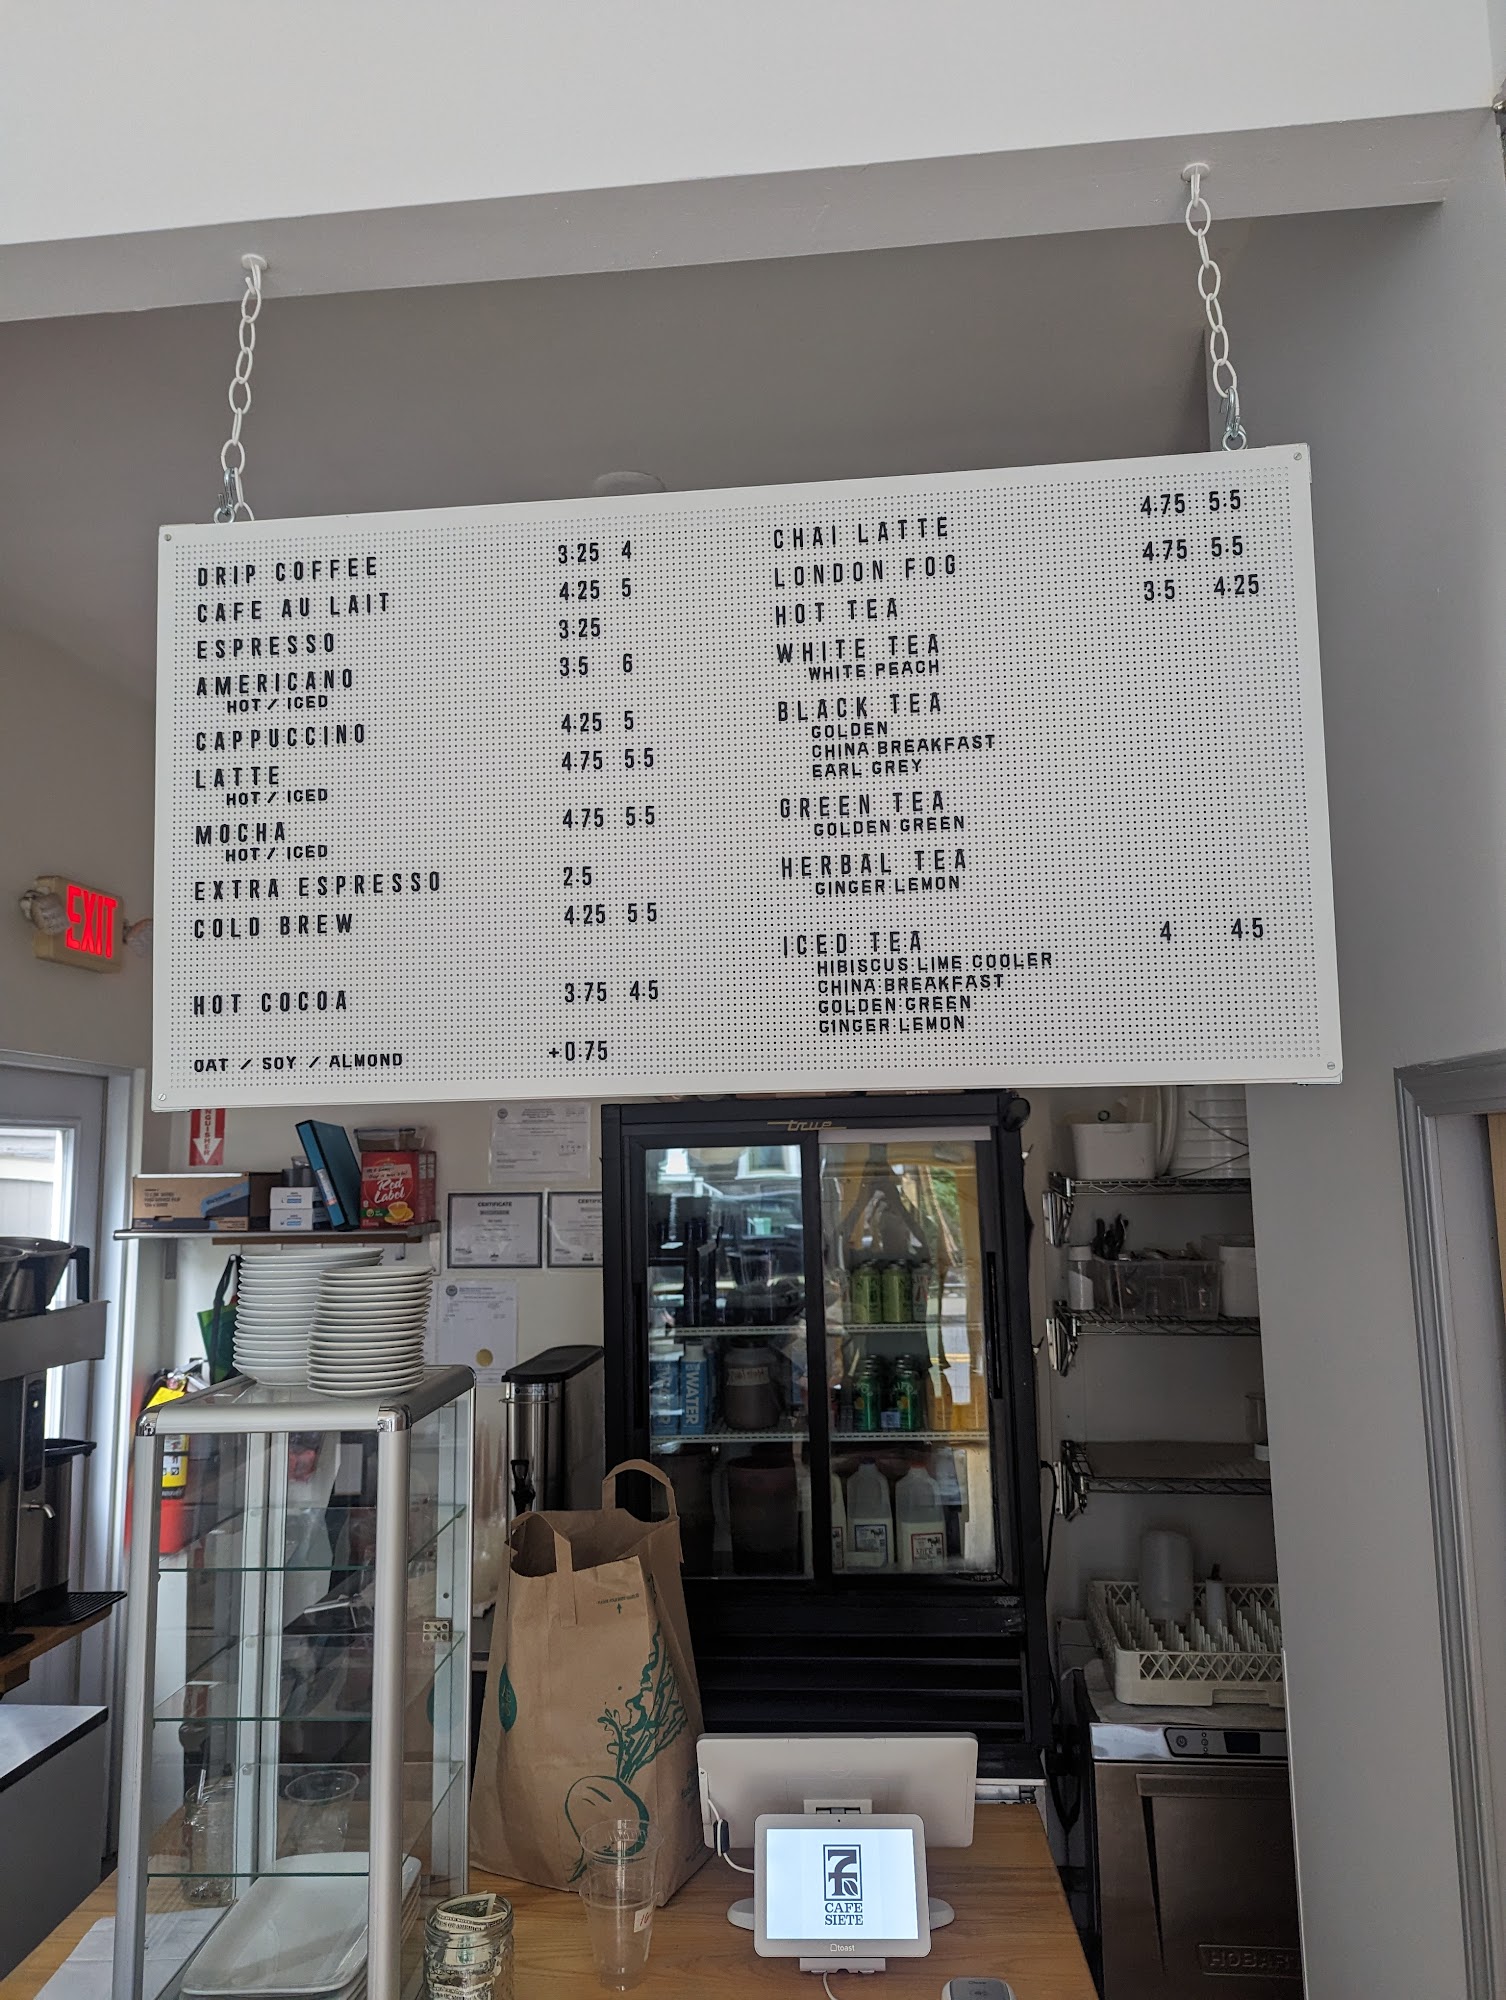 DRIP COFFEE 3.25 4
CAFE AU LAIT 4.25 5
ESPRESSO 3.25
AMERICANO 3.5 6
HOT / ICED
CAPPUCCINO 4.25 5
LATTE 4.75 5.5
HOT / ICED
MOCHA 4.75 5.5
HOT / ICED
EXTRA ESPRESSO 2.5
COLD BREW 4.25 5.5
HOT COCOA 3.75 4.5
OAT / SOY / ALMOND +0.75
CHAI LATTE 4.75 5.5
LONDON FOG 4.75 5.5
HOT TEA 3.5 4.25
WHITE TEA
WHITE PEACH
BLACK TEA
GOLDEN
CHINA BREAKFAST
EARL GREY
GREEN TEA
GOLDEN GREEN
HERBAL TEA
GINGER LEMON
ICED TEA 4 4.5
HIBISCUS LIME COOLER
CHINA BREAKFAST
GOLDEN GREEN
GINGER LEMON
EXIT
true
Red
Label
CERTIFICATE
CERTIFICATE
WATER
7
CAFE
SIETE
toast
HOBART